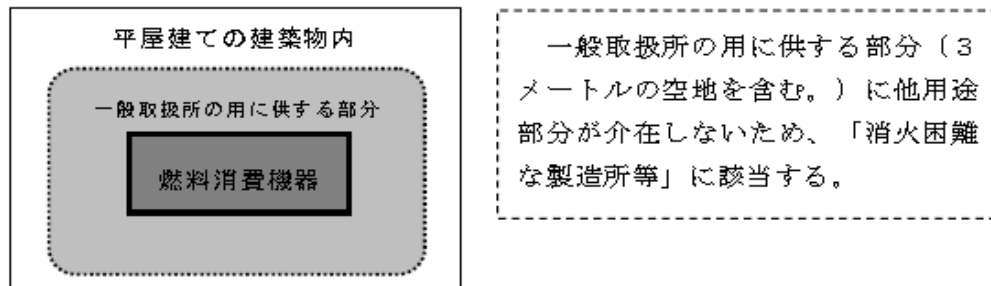 平屋建ての建築物内
一般取扱所の用に供する部分
燃料消費機器
一般取扱所の用に供する部分（３
メートルの空地を含む。）に他用途
部分が介在しないため、「消火困難
な製造所等」に該当する。